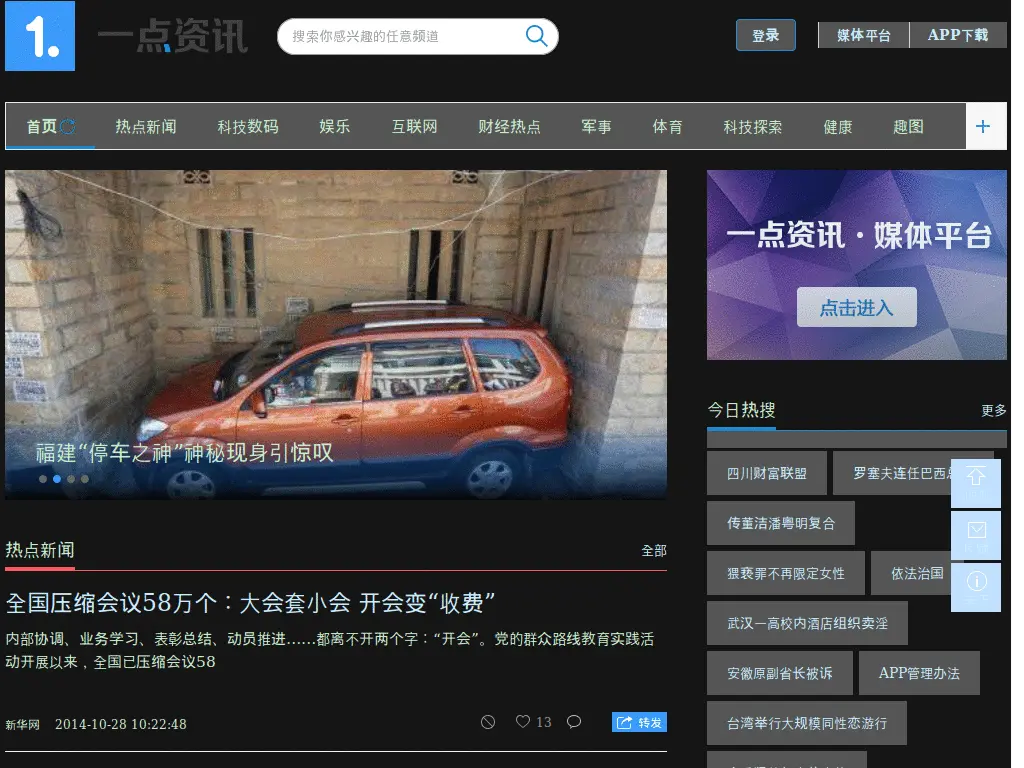 1.
一点资讯
搜索你感兴趣的任意频道
登录
媒体平台
APP下载
首页
热点新闻
科技数码
娱乐
互联网
财经热点
军事
体育
科技探索
健康
趣图
福建“停车之神”神秘现身引惊叹
一点资讯·媒体平台
点击进入
今日热搜
更多
四川财富联盟
罗塞夫连任巴西
传董洁潘粤明复合
猥亵罪不再限定女性
依法治国
武汉一高校内酒店组织卖淫
安徽原副省长被诉
APP管理办法
台湾举行大规模同性恋游行
热点新闻
全部
全国压缩会议58万个：大会套小会 开会变“收费”
内部协调、业务学习、表彰总结、动员推进……都离不开两个字：“开会”。党的群众路线教育实践活
动开展以来，全国已压缩会议58
新华网
2014-10-28 10:22:48
13
转发